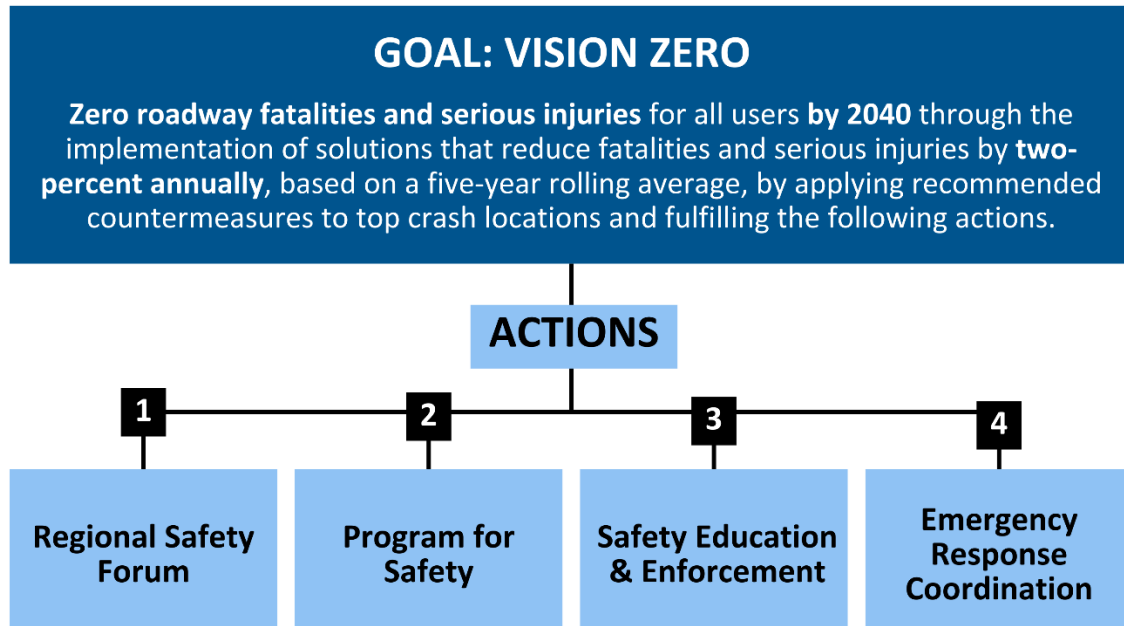 GOAL: VISION ZERO
Zero roadway fatalities and serious injuries for all users by 2040 through the
implementation of solutions that reduce fatalities and serious injuries by two-
percent annually, based on a five-year rolling average, by applying recommended
countermeasures to top crash locations and fulfilling the following actions.
ACTIONS
1
2
3
4
Regional Safety
Forum
Program for
Safety
Safety Education
& Enforcement
Emergency
Response
Coordination